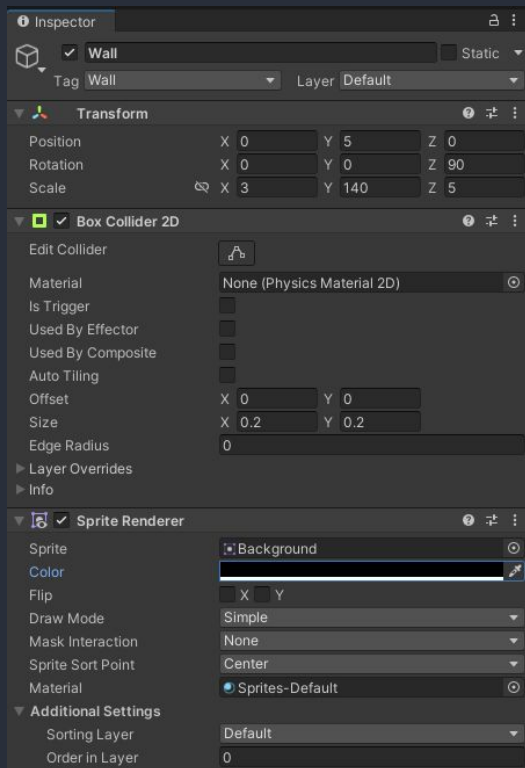 Inspector
Wall Static
Tag Wall Layer Default
Transform
Position X 0 Y 5 Z 0
Rotation X 0 Y 0 Z 90
Scale X 3 Y 140 Z 5
Box Collider 2D
Edit Collider
Material None (Physics Material 2D)
Is Trigger
Used By Effector
Used By Composite
Auto Tiling
Offset X 0 Y 0
Size X 0.2 Y 0.2
Edge Radius 0
Layer Overrides
Info
Sprite Renderer
Sprite Background
Color
Flip X Y
Draw Mode Simple
Mask Interaction None
Sprite Sort Point Center
Material Sprites-Default
Additional Settings
Sorting Layer Default
Order in Layer 0